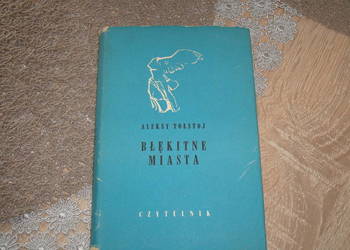 ALEKSY TOŁSTOJ
BŁĘKITNE
MIASTA
CZYTELNIK